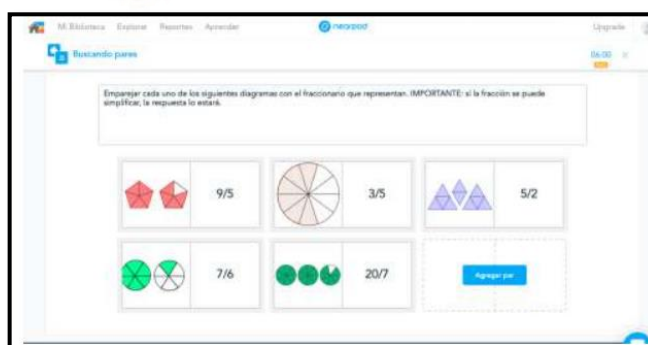 Mi Biblioteca Explorar Reportes Aprender nearpod Upgrade
Buscando pares 06:00
Emparejar cada uno de los siguientes diagramas con el fraccionario que representan. IMPORTANTE: si la fracción se puede
simplificar, la respuesta lo estará.
9/5 3/5 5/2
7/6 20/7 Agregar par